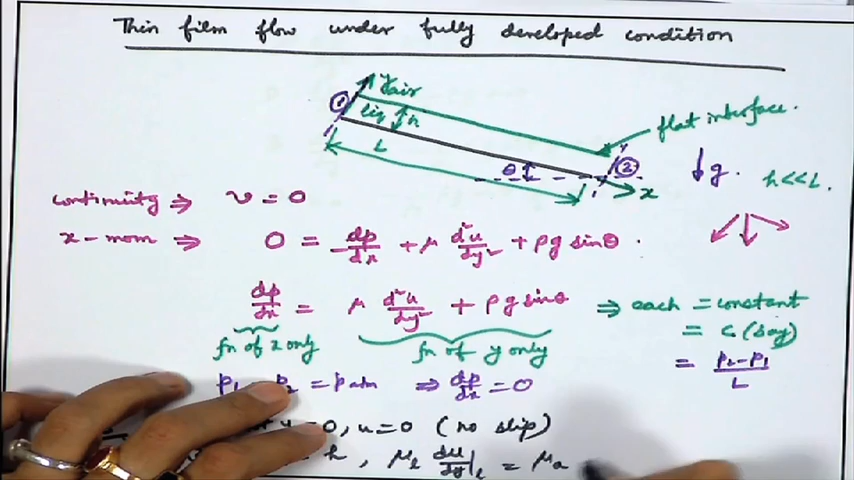 Thin film flow under fully developed condition
y air
① liq h
L
flat interface.
θ ②
x
↓ g. h << L.
continuity ⇒ v = 0
x-mom ⇒ 0 = -dp/dx + μ d²u/dy² + ρg sinθ.
dp/dx = μ d²u/dy² + ρg sinθ ⇒ each = constant
= c (say)
fn of x only fn of y only
= p₂-p₁/L
p₁ = p₂ = patm ⇒ dp/dx = 0
y = 0, u = 0 (no slip)
h, μₗ du/dy|ₗ = μₐ